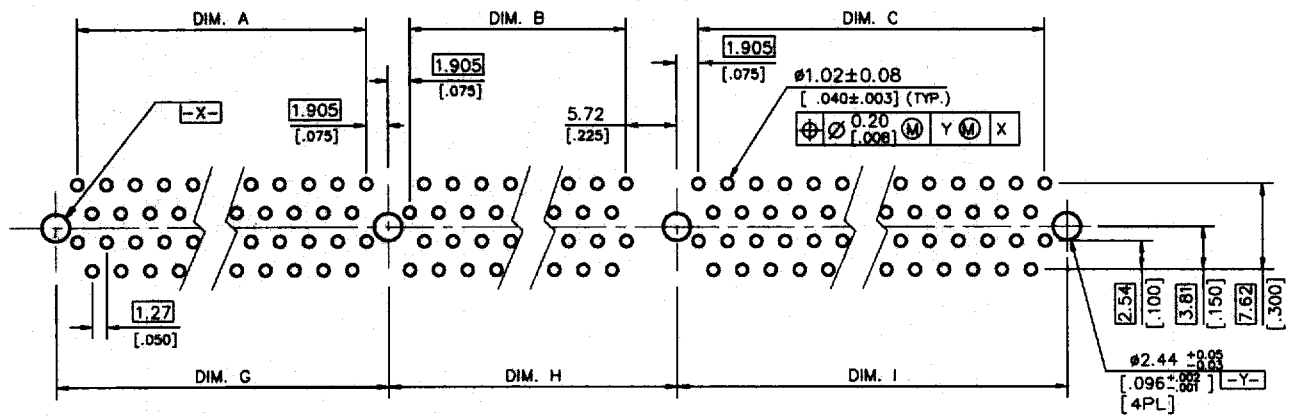 DIM. A
DIM. B
DIM. C
1.905
[.075]
1.905
[.075]
ø1.02±0.08
[ .040±.003] (TYP.)
-X-
1.905
[.075]
5.72
[.225]
⌖ ⌀ 0.20 Ⓜ Y Ⓜ X
[.008]
1.27
[.050]
2.54
[.100]
3.81
[.150]
7.62
[.300]
DIM. G
DIM. H
DIM. I
ø2.44 +0.05
-0.03
[.096 +.002
-.001 ] -Y-
[4PL]